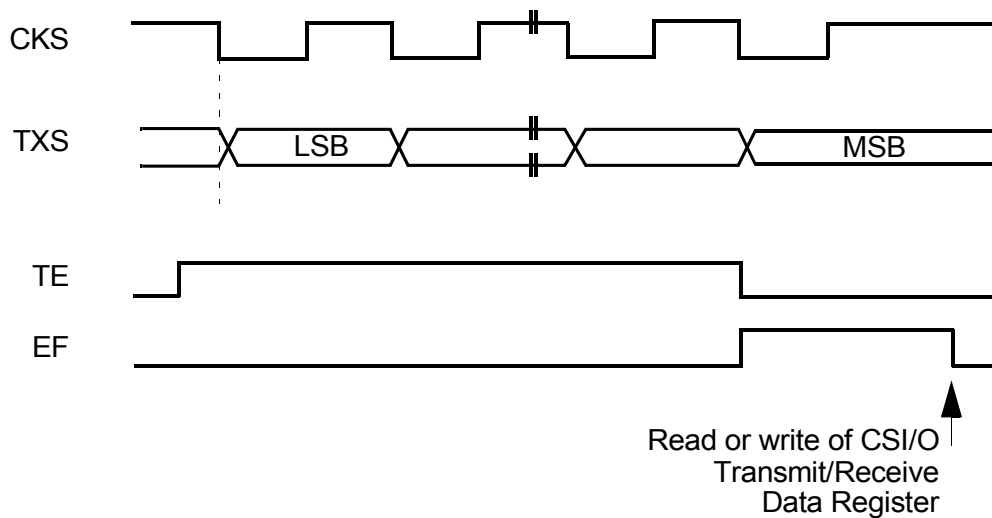 CKS
TXS
LSB
MSB
TE
EF
Read or write of CSI/O
Transmit/Receive
Data Register